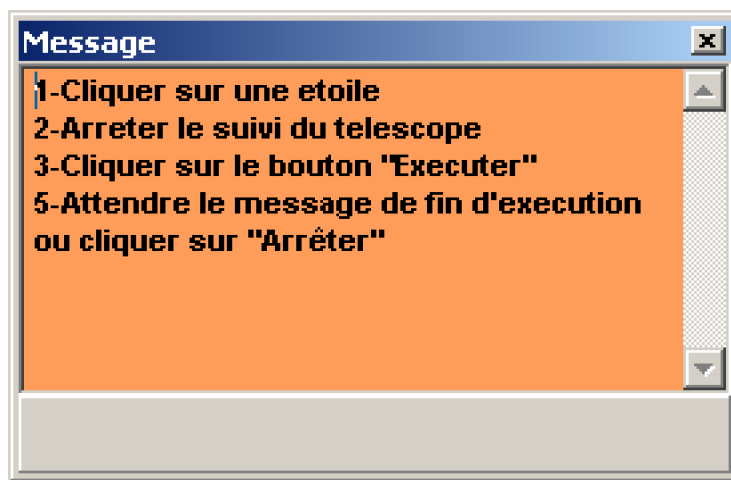 Message
1-Cliquer sur une etoile
2-Arreter le suivi du telescope
3-Cliquer sur le bouton "Executer"
5-Attendre le message de fin d'execution
ou cliquer sur "Arrêter"